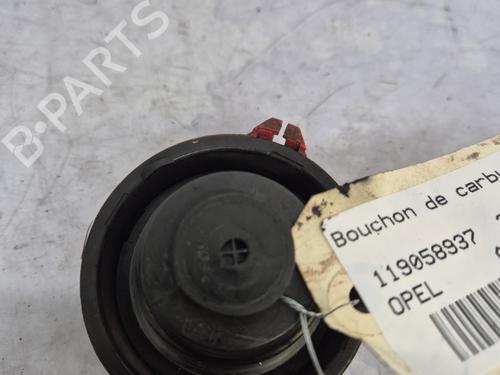 B-PARTS
Bouchon de carbu
119058937
OPEL